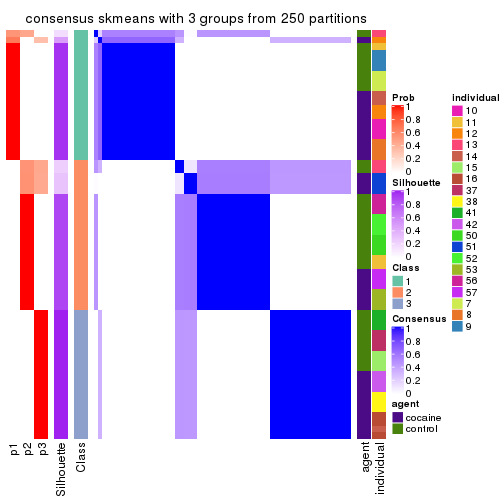 consensus skmeans with 3 groups from 250 partitions
p1
p2
p3
Silhouette
Class
agent
individual
Prob
1
0.8
0.6
0.4
0.2
0
Silhouette
1
0.8
0.6
0.4
0.2
0
Class
1
2
3
Consensus
1
0.8
0.6
0.4
0.2
0
agent
cocaine
control
individual
10
11
12
13
14
15
16
37
38
41
42
50
51
52
53
56
57
7
8
9